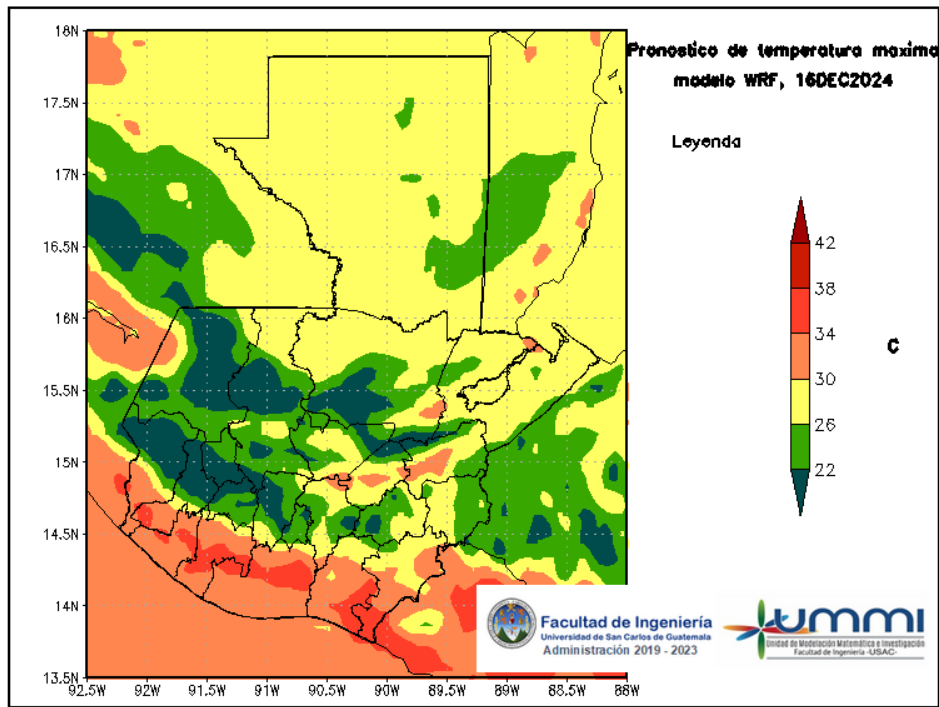 Pronostico de temperatura maxima
modelo WRF, 16DEC2024
Leyenda
18N
17.5N
17N
16.5N
16N
15.5N
15N
14.5N
14N
13.5N
92.5W
92W
91.5W
91W
90.5W
90W
89.5W
89W
88.5W
88W
42
38
34
30
26
22
C
Facultad de Ingeniería
Universidad de San Carlos de Guatemala
Administración 2019 - 2023
ummi
Unidad de Modelación Matemática e Investigación
Facultad de Ingeniería -USAC-